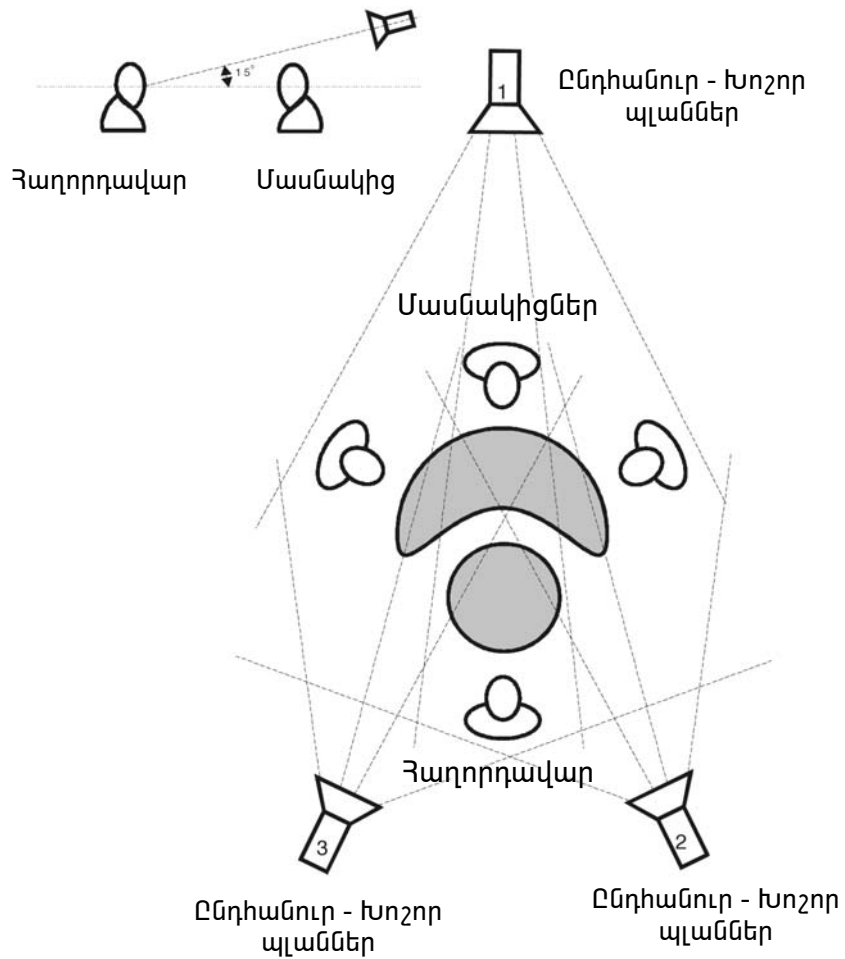 15°
1
Ընդհանուր - Խոշոր
պլաններ
Հաղորդավար
Մասնակից
Մասնակիցներ
Հաղորդավար
3
2
Ընդհանուր - Խոշոր
պլաններ
Ընդհանուր - Խոշոր
պլաններ